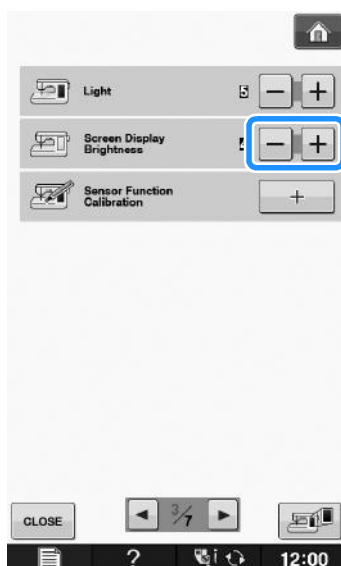 Light 5 − +
Screen Display
Brightness − +
Sensor Function
Calibration +
CLOSE 3/7
? i 12:00